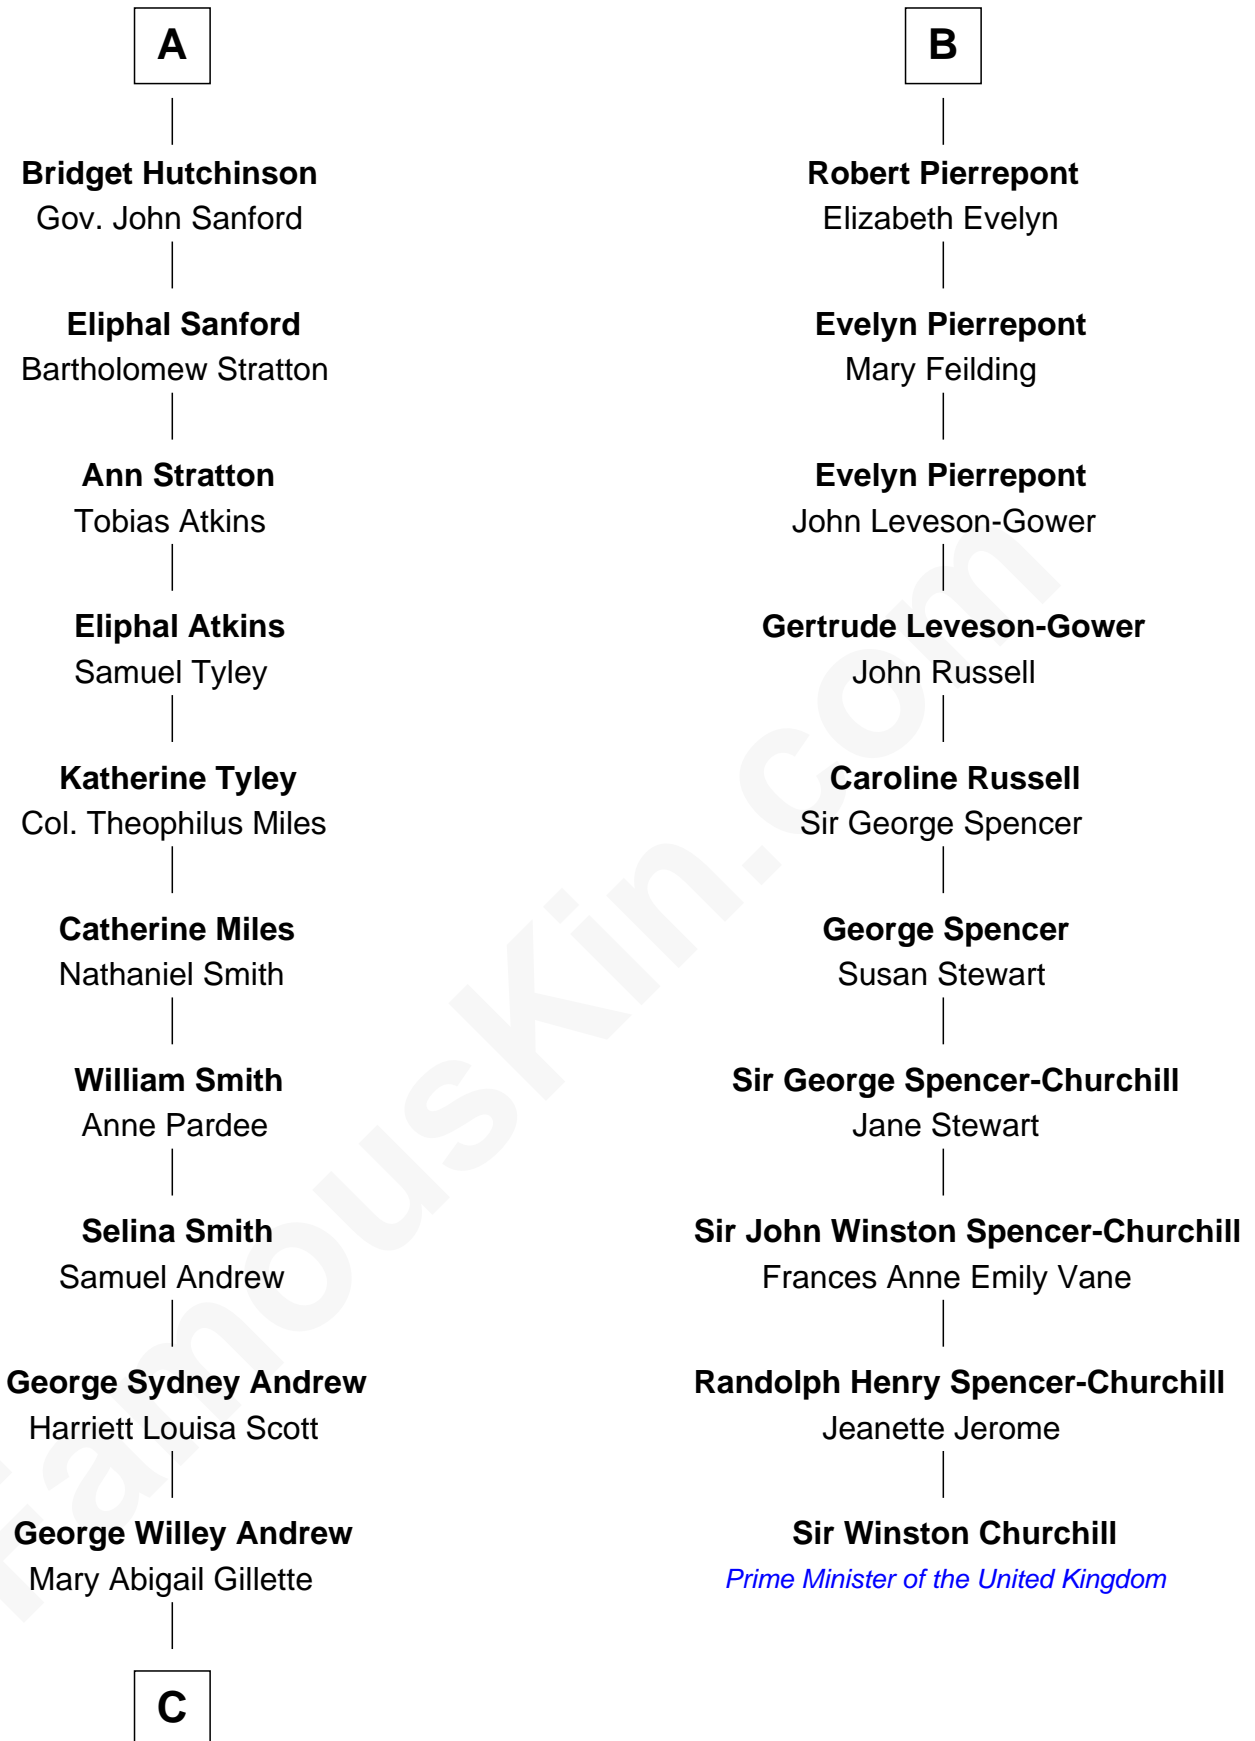 A
Bridget Hutchinson
Gov. John Sanford
Eliphal Sanford
Bartholomew Stratton
Ann Stratton
Tobias Atkins
Eliphal Atkins
Samuel Tyley
Katherine Tyley
Col. Theophilus Miles
Catherine Miles
Nathaniel Smith
William Smith
Anne Pardee
Selina Smith
Samuel Andrew
George Sydney Andrew
Harriett Louisa Scott
George Willey Andrew
Mary Abigail Gillette
C
B
Robert Pierrepont
Elizabeth Evelyn
Evelyn Pierrepont
Mary Feilding
Evelyn Pierrepont
John Leveson-Gower
Gertrude Leveson-Gower
John Russell
Caroline Russell
Sir George Spencer
George Spencer
Susan Stewart
Sir George Spencer-Churchill
Jane Stewart
Sir John Winston Spencer-Churchill
Frances Anne Emily Vane
Randolph Henry Spencer-Churchill
Jeanette Jerome
Sir Winston Churchill
Prime Minister of the United Kingdom
FamousKin.com